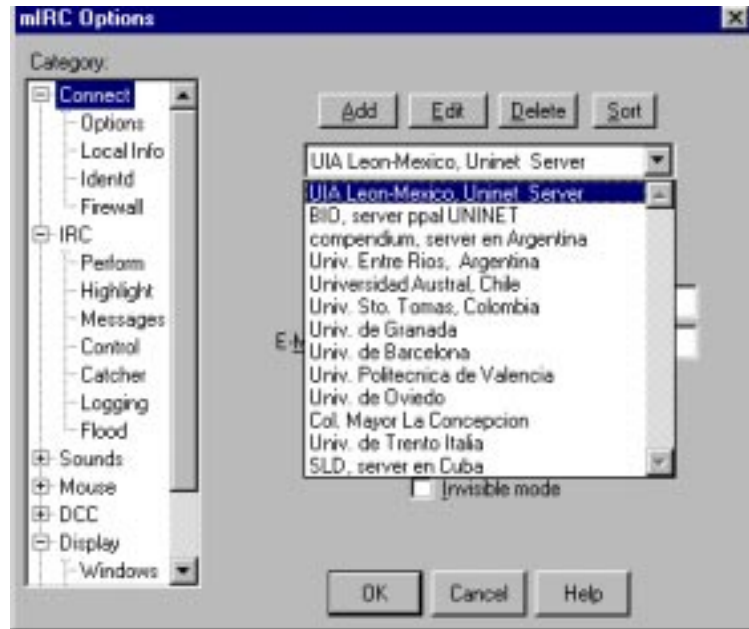 mIRC Options
Category:
Connect
Options
Local Info
Identd
Firewall
IRC
Perform
Highlight
Messages
Control
Catcher
Logging
Flood
Sounds
Mouse
DCC
Display
Windows
Add Edit Delete Sort
UIA Leon-Mexico, Uninet Server
UIA Leon-Mexico, Uninet Server
BIO, server ppal UNINET
compendium, server en Argentina
Univ. Entre Rios, Argentina
Universidad Austral, Chile
Univ. Sto. Tomas, Colombia
Univ. de Granada
Univ. de Barcelona
Univ. Politecnica de Valencia
Univ. de Oviedo
Col. Mayor La Concepcion
Univ. de Trento Italia
SLD, server en Cuba
E-M
Invisible mode
OK Cancel Help